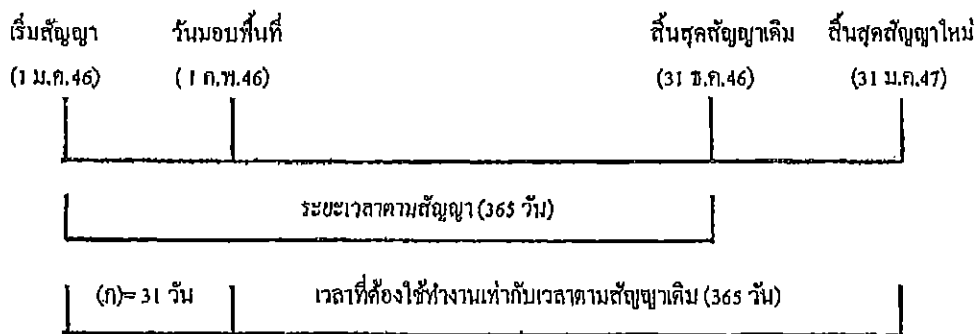 เริ่มสัญญา วันมอบพื้นที่ สิ้นสุดสัญญาเดิม สิ้นสุดสัญญาใหม่
(1 ม.ค.46) (1 ก.พ.46) (31 ธ.ค.46) (31 ม.ค.47)
ระยะเวลาตามสัญญา (365 วัน)
(ก)= 31 วัน เวลาที่ต้องใช้ทำงานเท่ากับเวลาตามสัญญาเดิม (365 วัน)